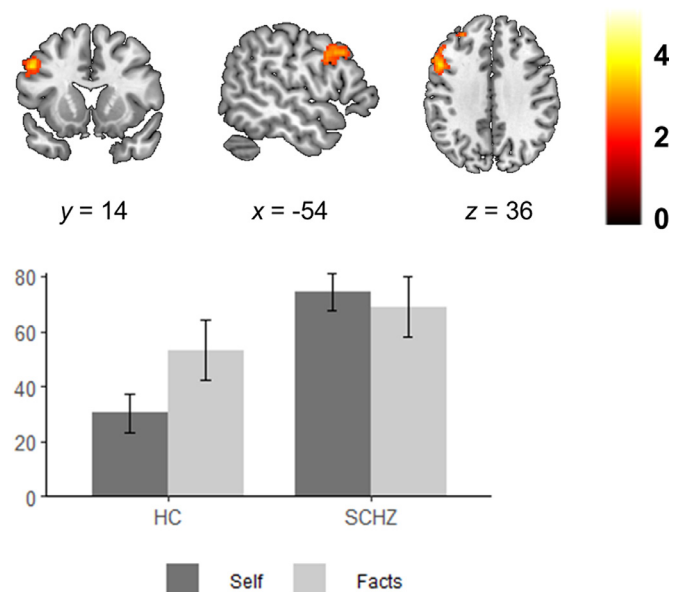 4
2
0
y = 14
x = -54
z = 36
80
60
40
20
0
HC
SCHZ
Self
Facts